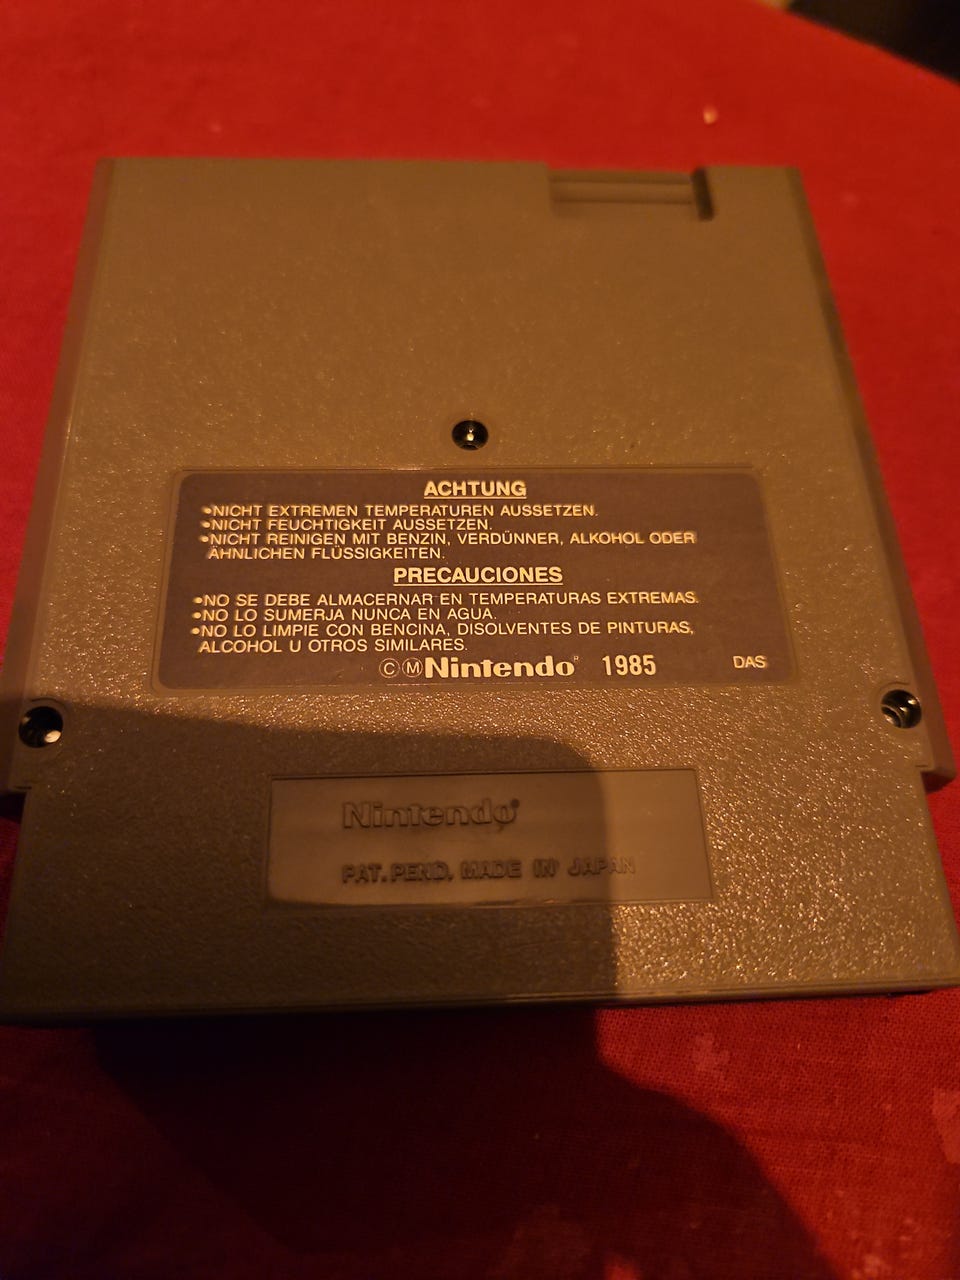 ACHTUNG
•NICHT EXTREMEN TEMPERATUREN AUSSETZEN.
•NICHT FEUCHTIGKEIT AUSSETZEN.
•NICHT REINIGEN MIT BENZIN, VERDÜNNER, ALKOHOL ODER
ÄHNLICHEN FLÜSSIGKEITEN.
PRECAUCIONES
•NO SE DEBE ALMACERNAR EN TEMPERATURAS EXTREMAS.
•NO LO SUMERJA NUNCA EN AGUA.
•NO LO LIMPIE CON BENCINA, DISOLVENTES DE PINTURAS,
ALCOHOL U OTROS SIMILARES.
ⒸⓂNintendo® 1985 DAS
Nintendo®
PAT. PEND. MADE IN JAPAN